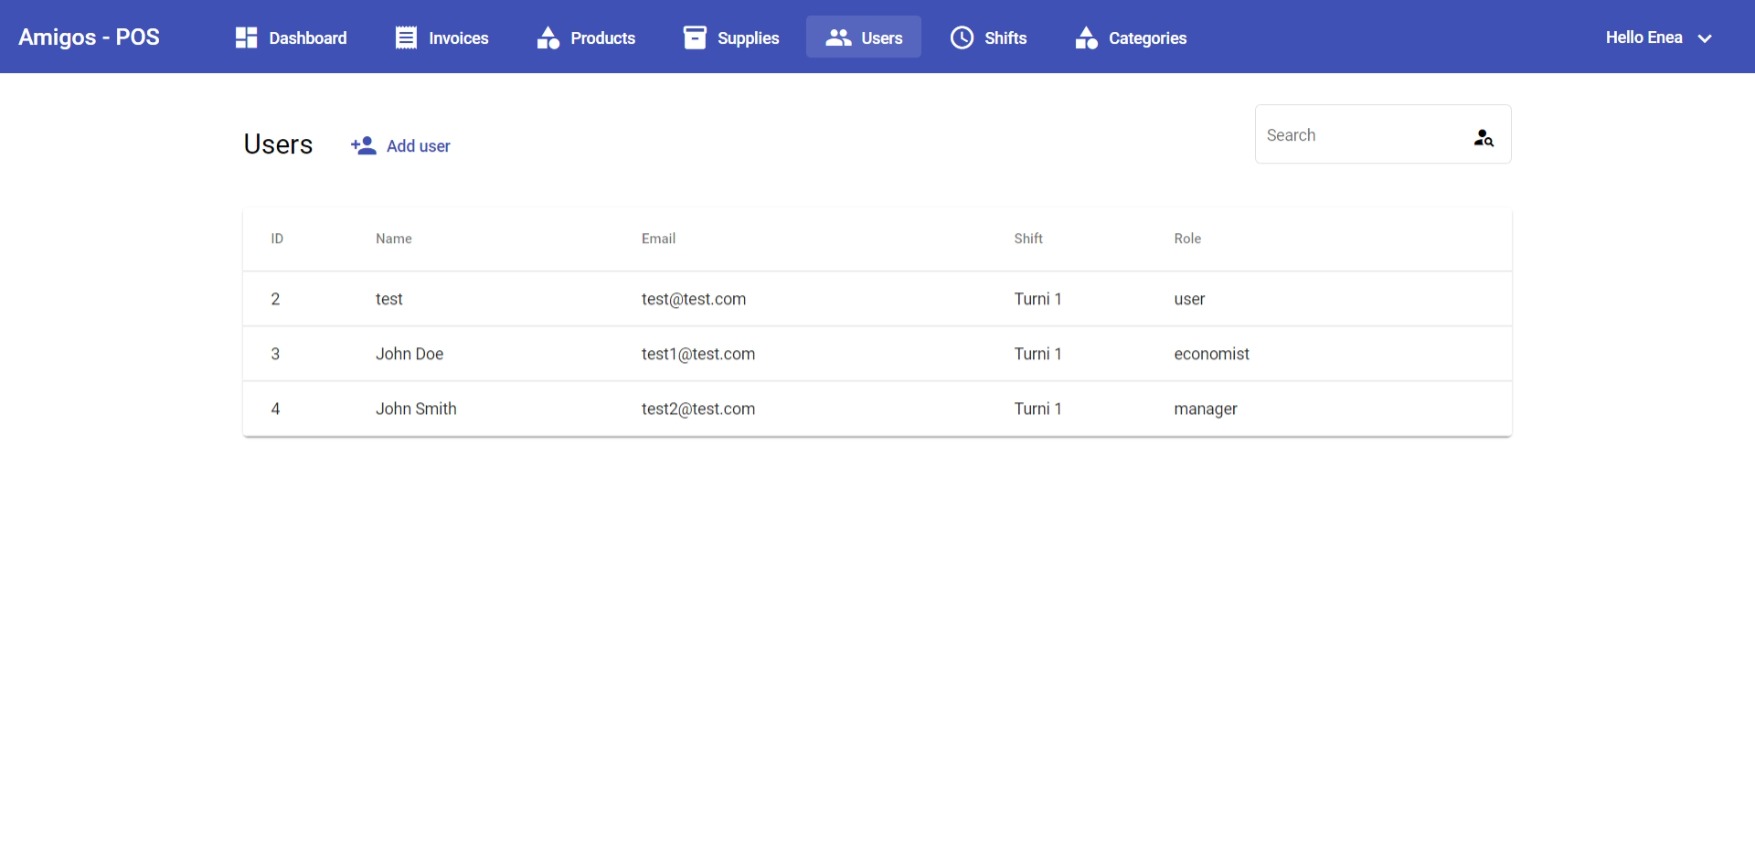 Amigos - POS Dashboard Invoices Products Supplies Users Shifts Categories Hello Enea
Users Add user Search
ID Name Email Shift Role
2 test test@test.com Turni 1 user
3 John Doe test1@test.com Turni 1 economist
4 John Smith test2@test.com Turni 1 manager